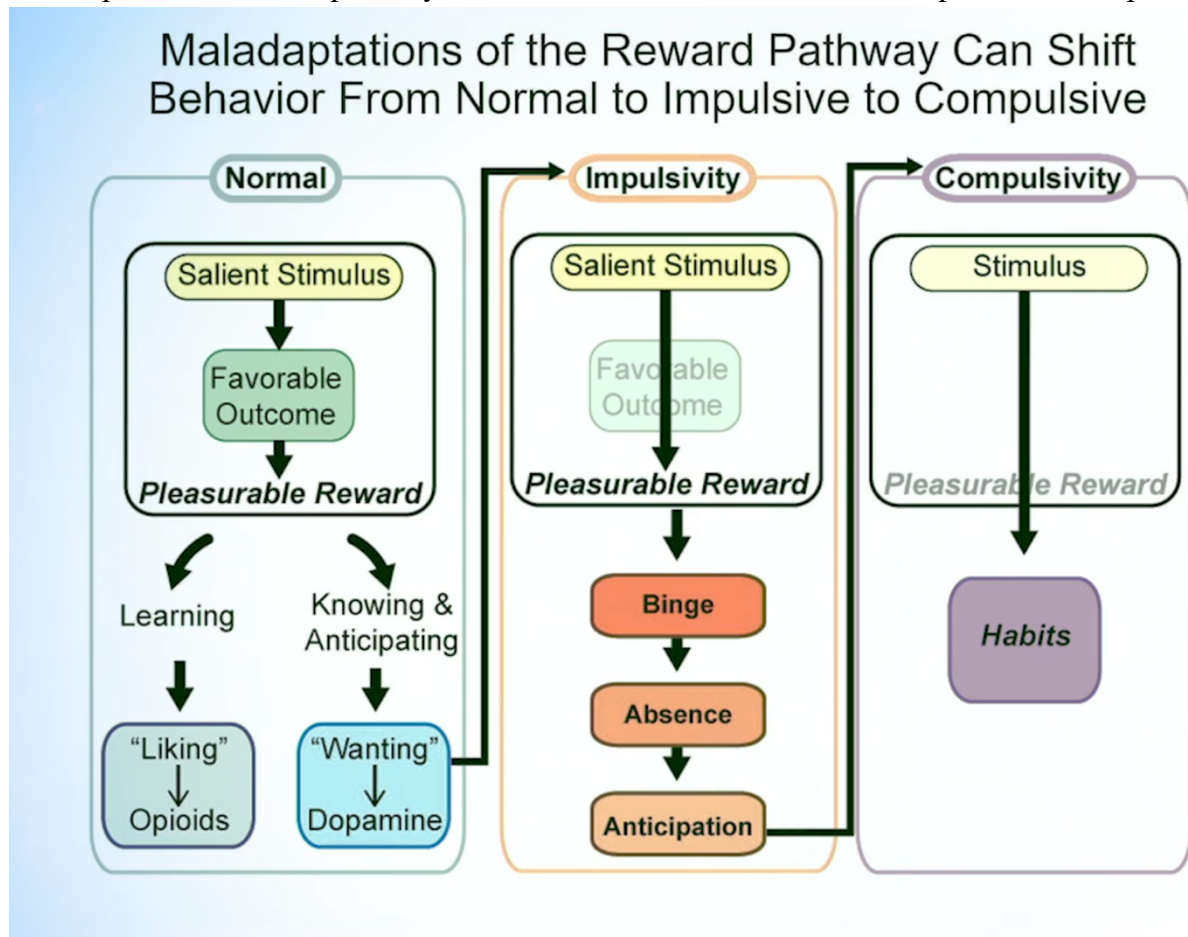 Maladaptations of the Reward Pathway Can Shift
Behavior From Normal to Impulsive to Compulsive
Normal
Salient Stimulus
Favorable
Outcome
Pleasurable Reward
Learning
Knowing &
Anticipating
“Liking”
Opioids
“Wanting”
Dopamine
Impulsivity
Salient Stimulus
Favorable
Outcome
Pleasurable Reward
Binge
Absence
Anticipation
Compulsivity
Stimulus
Pleasurable Reward
Habits